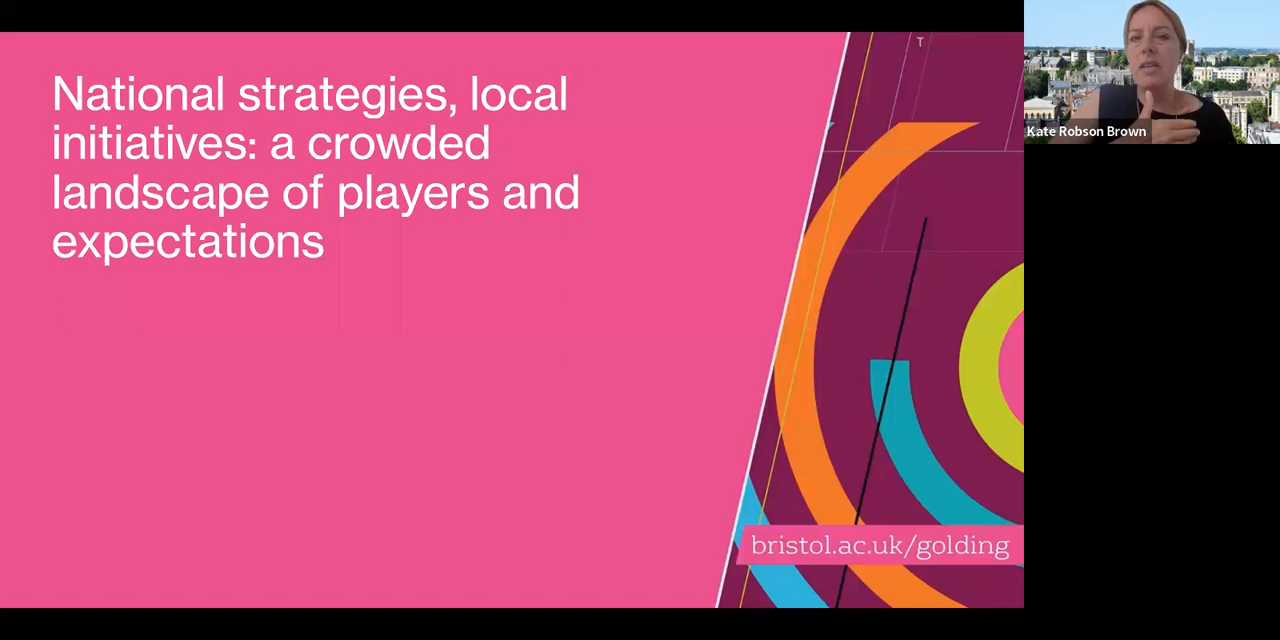 National strategies, local
initiatives: a crowded
landscape of players and
expectations
T
bristol.ac.uk/golding
Kate Robson Brown